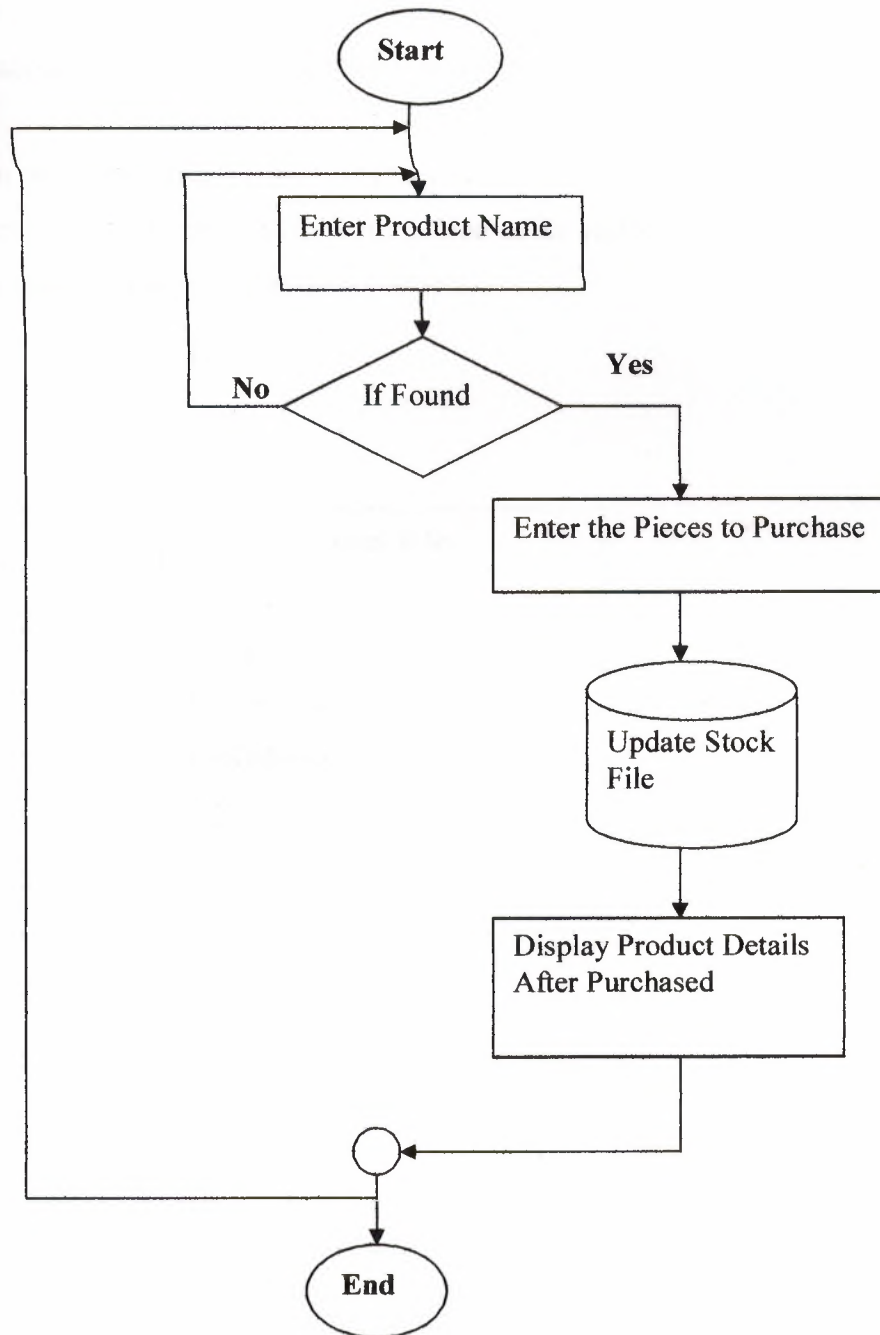 Start
Enter Product Name
If Found
No
Yes
Enter the Pieces to Purchase
Update Stock
File
Display Product Details
After Purchased
End